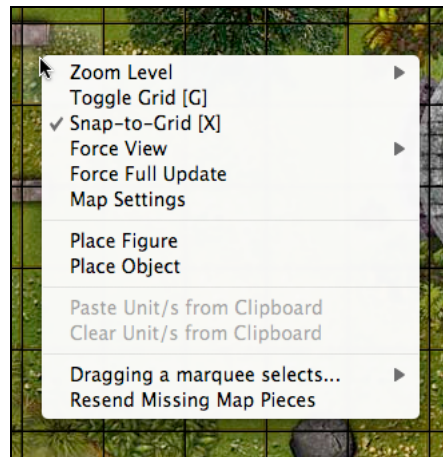 Zoom Level
Toggle Grid [G]
Snap-to-Grid [X]
Force View
Force Full Update
Map Settings
Place Figure
Place Object
Paste Unit/s from Clipboard
Clear Unit/s from Clipboard
Dragging a marquee selects...
Resend Missing Map Pieces